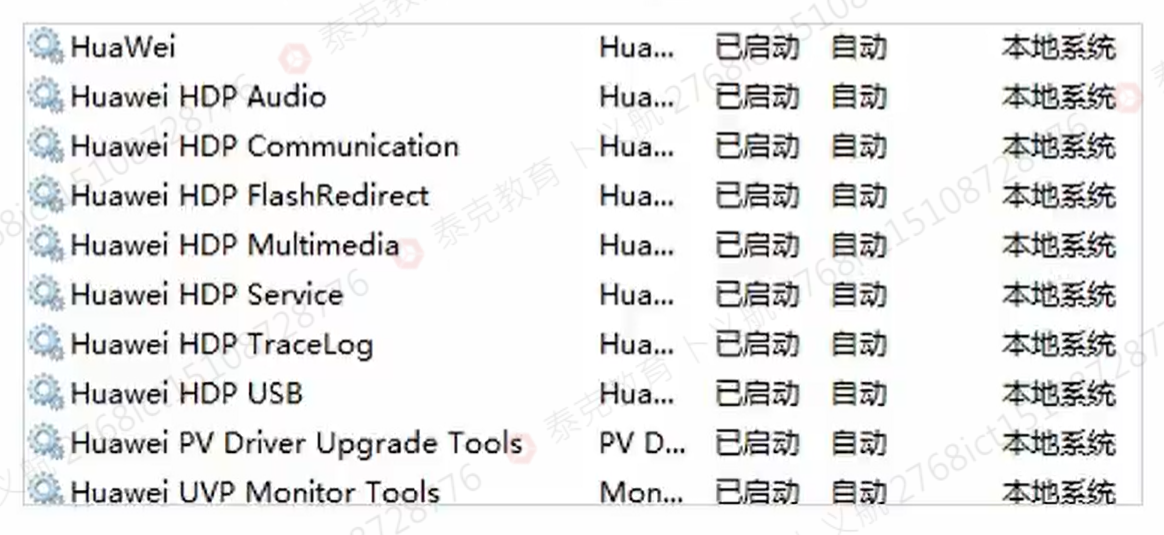 HuaWei Hua... 已启动 自动 本地系统
Huawei HDP Audio Hua... 已启动 自动 本地系统
Huawei HDP Communication Hua... 已启动 自动 本地系统
Huawei HDP FlashRedirect Hua... 已启动 自动 本地系统
Huawei HDP Multimedia Hua... 已启动 自动 本地系统
Huawei HDP Service Hua... 已启动 自动 本地系统
Huawei HDP TraceLog Hua... 已启动 自动 本地系统
Huawei HDP USB Hua... 已启动 自动 本地系统
Huawei PV Driver Upgrade Tools PV D... 已启动 自动 本地系统
Huawei UVP Monitor Tools Mon... 已启动 自动 本地系统
泰克教育 卜义航 2768ict15108728776